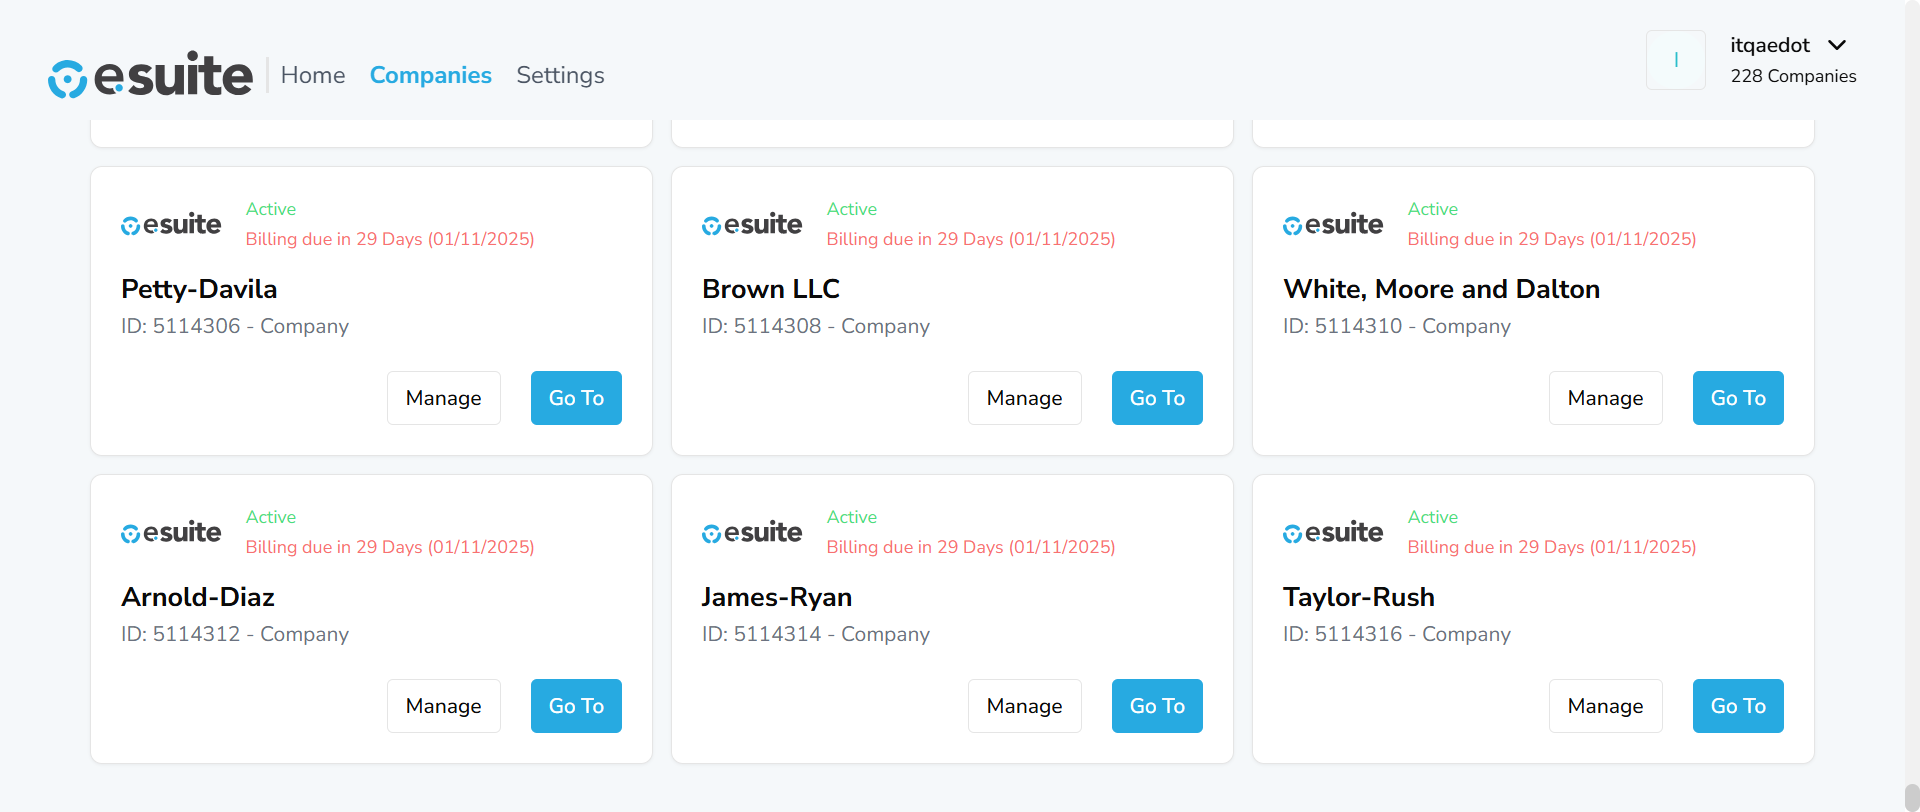 esuite
Home
Companies
Settings
I
itqaedot
228 Companies
esuite
Active
Billing due in 29 Days (01/11/2025)
Petty-Davila
ID: 5114306 - Company
Manage
Go To
esuite
Active
Billing due in 29 Days (01/11/2025)
Brown LLC
ID: 5114308 - Company
Manage
Go To
esuite
Active
Billing due in 29 Days (01/11/2025)
White, Moore and Dalton
ID: 5114310 - Company
Manage
Go To
esuite
Active
Billing due in 29 Days (01/11/2025)
Arnold-Diaz
ID: 5114312 - Company
Manage
Go To
esuite
Active
Billing due in 29 Days (01/11/2025)
James-Ryan
ID: 5114314 - Company
Manage
Go To
esuite
Active
Billing due in 29 Days (01/11/2025)
Taylor-Rush
ID: 5114316 - Company
Manage
Go To